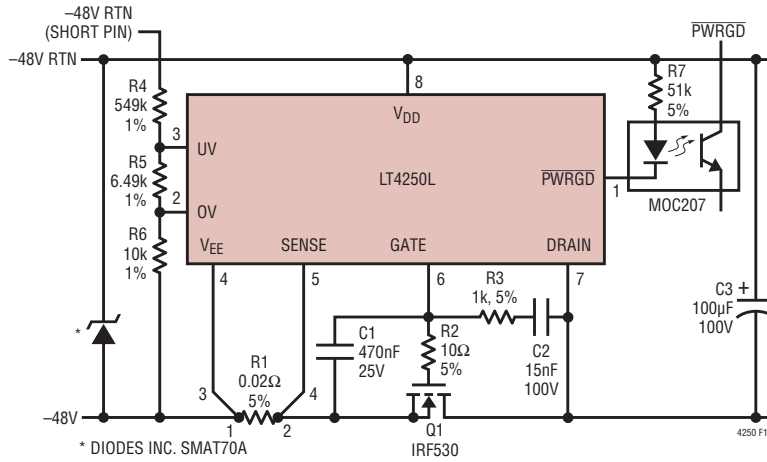 –48V RTN
(SHORT PIN)
–48V RTN
PWRGD
R4
549k
1%
R5
6.49k
1%
R6
10k
1%
8
VDD
3
UV
2
OV
LT4250L
PWRGD
1
VEE
SENSE
GATE
DRAIN
4
5
6
7
R7
51k
5%
MOC207
R3
1k, 5%
C1
470nF
25V
R2
10Ω
5%
C2
15nF
100V
C3
+
100µF
100V
*
R1
0.02Ω
5%
3
4
–48V
1
2
Q1
IRF530
* DIODES INC. SMAT70A
4250 F1